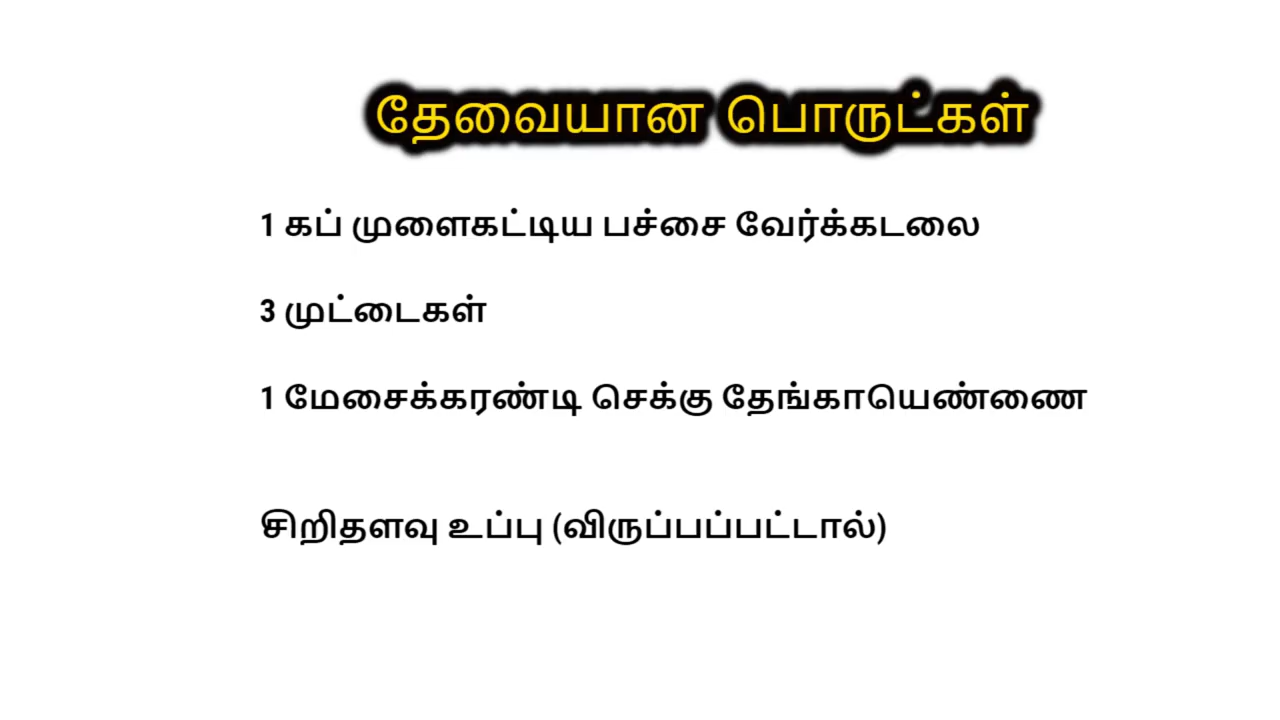 தேவையான பொருட்கள்
1 கப் முளைகட்டிய பச்சை வேர்க்கடலை
3 முட்டைகள்
1 மேசைக்கரண்டி செக்கு தேங்காயெண்ணை
சிறிதளவு உப்பு (விருப்பப்பட்டால்)